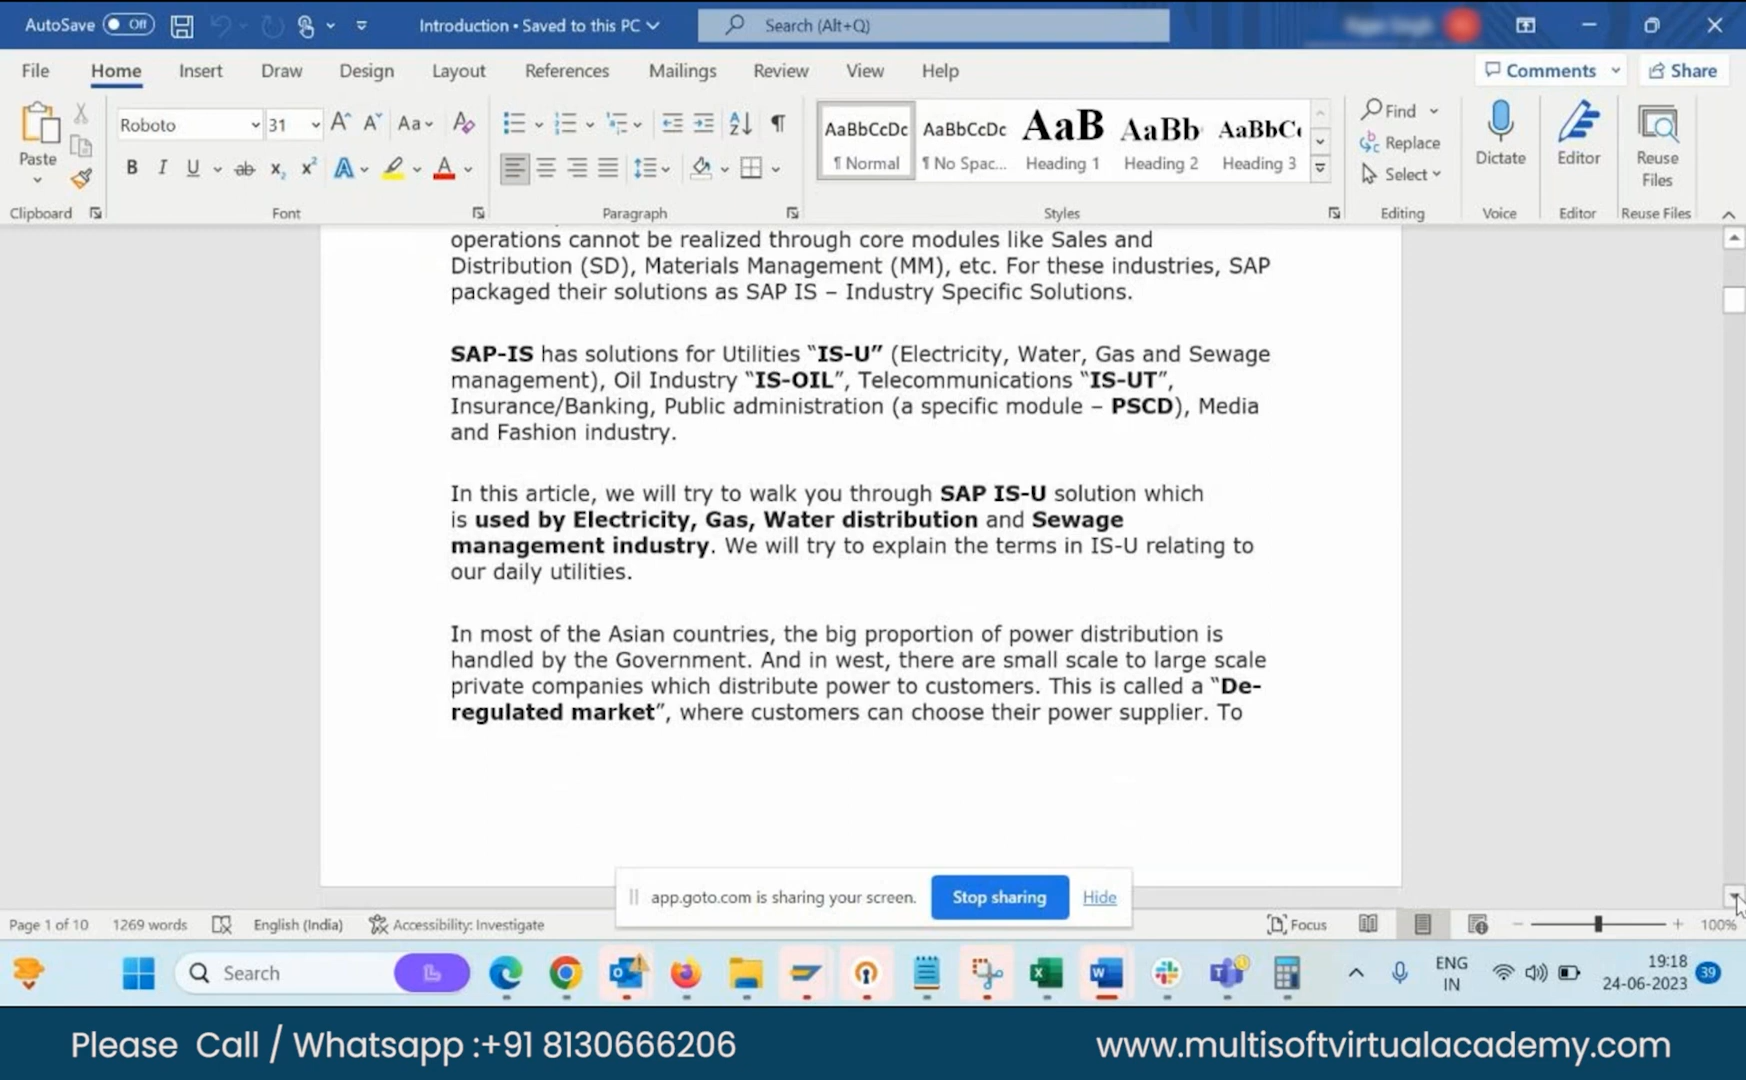 AutoSave Off Introduction • Saved to this PC Search (Alt+Q)
File Home Insert Draw Design Layout References Mailings Review View Help Comments Share
Paste
Roboto 31 Aa
AaBbCcDc AaBbCcDc AaB AaBb AaBbC
¶ Normal ¶ No Spac... Heading 1 Heading 2 Heading 3
Find
Replace
Select
Dictate Editor Reuse Files
Clipboard Font Paragraph Styles Editing Voice Editor Reuse Files
operations cannot be realized through core modules like Sales and
Distribution (SD), Materials Management (MM), etc. For these industries, SAP
packaged their solutions as SAP IS – Industry Specific Solutions.
SAP-IS has solutions for Utilities “IS-U” (Electricity, Water, Gas and Sewage
management), Oil Industry “IS-OIL”, Telecommunications “IS-UT”,
Insurance/Banking, Public administration (a specific module – PSCD), Media
and Fashion industry.
In this article, we will try to walk you through SAP IS-U solution which
is used by Electricity, Gas, Water distribution and Sewage
management industry. We will try to explain the terms in IS-U relating to
our daily utilities.
In most of the Asian countries, the big proportion of power distribution is
handled by the Government. And in west, there are small scale to large scale
private companies which distribute power to customers. This is called a “De-
regulated market”, where customers can choose their power supplier. To
app.goto.com is sharing your screen. Stop sharing Hide
Page 1 of 10 1269 words English (India) Accessibility: Investigate Focus 100%
Search ENG 19:18
IN 24-06-2023 39
Please Call / Whatsapp :+91 8130666206 www.multisoftvirtualacademy.com